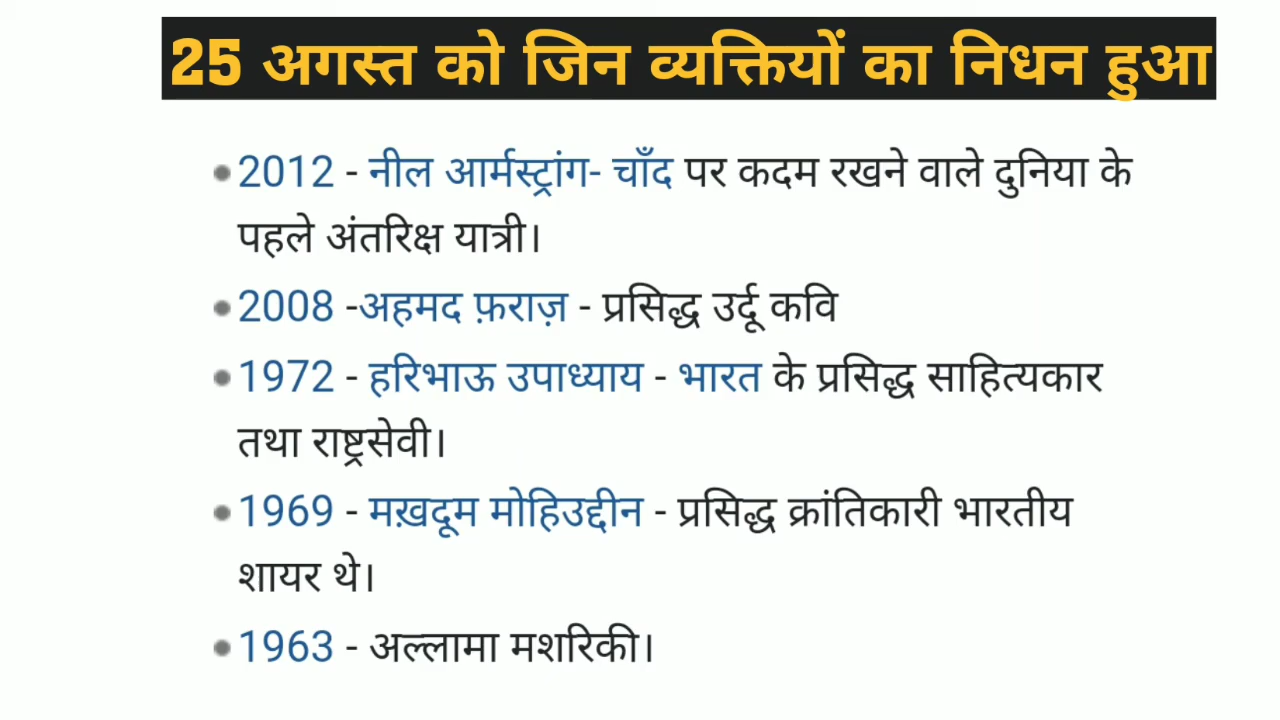 25 अगस्त को जिन व्यक्तियों का निधन हुआ
•2012 - नील आर्मस्ट्रांग- चाँद पर कदम रखने वाले दुनिया के
पहले अंतरिक्ष यात्री।
•2008 -अहमद फ़राज़ - प्रसिद्ध उर्दू कवि
•1972 - हरिभाऊ उपाध्याय - भारत के प्रसिद्ध साहित्यकार
तथा राष्ट्रसेवी।
•1969 - मख़दूम मोहिउद्दीन - प्रसिद्ध क्रांतिकारी भारतीय
शायर थे।
•1963 - अल्लामा मशरिकी।